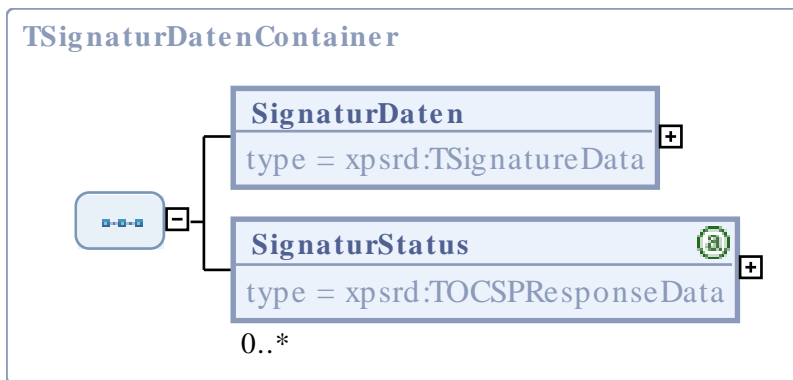 TSignaturDatenContainer
SignaturDaten
type = xpsrd:TSignatureData
SignaturStatus
type = xpsrd:TOCSPResponseData
0..*